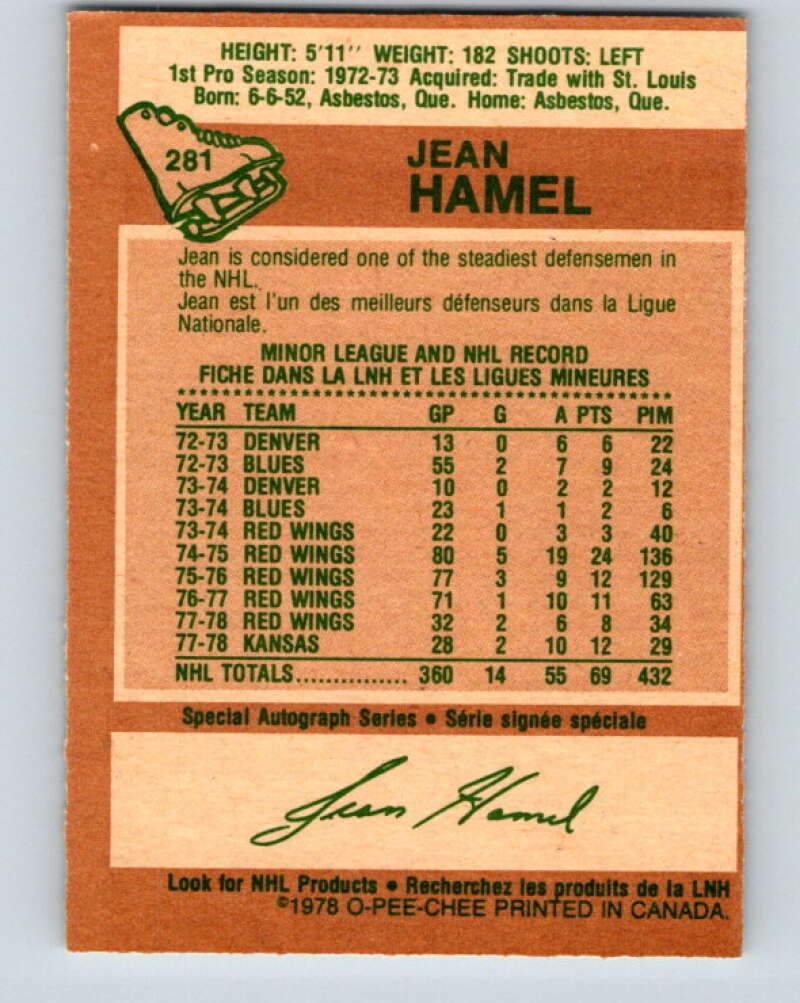 HEIGHT: 5'11'' WEIGHT: 182 SHOOTS: LEFT
1st Pro Season: 1972-73 Acquired: Trade with St. Louis
Born: 6-6-52, Asbestos, Que. Home: Asbestos, Que.
281
JEAN
HAMEL
Jean is considered one of the steadiest defensemen in
the NHL.
Jean est l'un des meilleurs défenseurs dans la Ligue
Nationale.
MINOR LEAGUE AND NHL RECORD
FICHE DANS LA LNH ET LES LIGUES MINEURES
YEAR TEAM GP G A PTS PIM
72-73 DENVER 13 0 6 6 22
72-73 BLUES 55 2 7 9 24
73-74 DENVER 10 0 2 2 12
73-74 BLUES 23 1 1 2 6
73-74 RED WINGS 22 0 3 3 40
74-75 RED WINGS 80 5 19 24 136
75-76 RED WINGS 77 3 9 12 129
76-77 RED WINGS 71 1 10 11 63
77-78 RED WINGS 32 2 6 8 34
77-78 KANSAS 28 2 10 12 29
NHL TOTALS............... 360 14 55 69 432
Special Autograph Series • Série signée spéciale
Jean Hamel
Look for NHL Products • Recherchez les produits de la LNH
©1978 O-PEE-CHEE PRINTED IN CANADA.